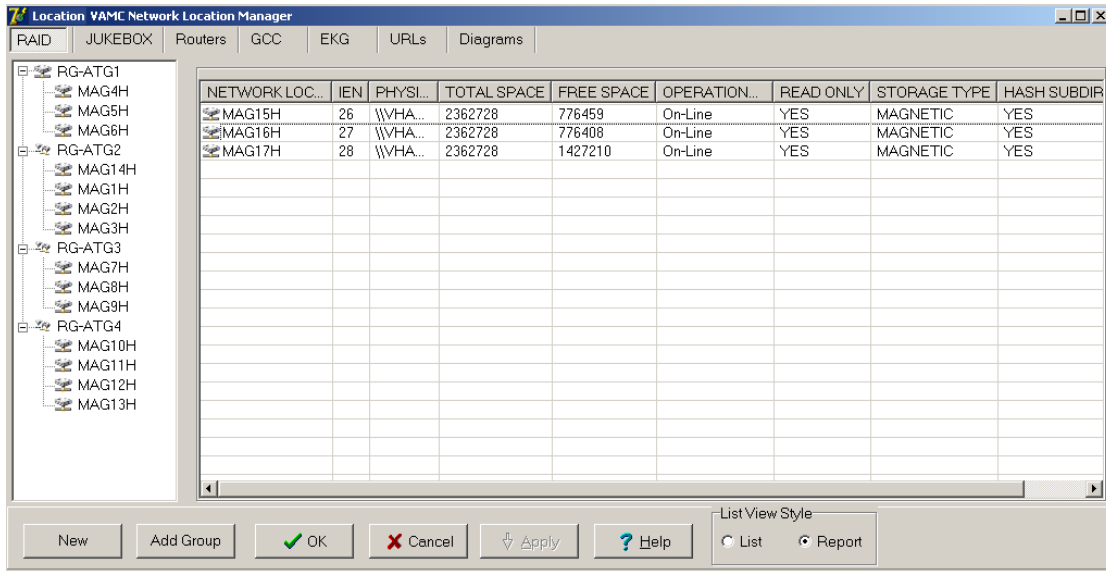 Location VAMC Network Location Manager
RAID JUKEBOX Routers GCC EKG URLs Diagrams
RG-ATG1
MAG4H
MAG5H
MAG6H
RG-ATG2
MAG14H
MAG1H
MAG2H
MAG3H
RG-ATG3
MAG7H
MAG8H
MAG9H
RG-ATG4
MAG10H
MAG11H
MAG12H
MAG13H
NETWORK LOC... IEN PHYSI... TOTAL SPACE FREE SPACE OPERATION... READ ONLY STORAGE TYPE HASH SUBDIR
MAG15H 26 \\VHA... 2362728 776459 On-Line YES MAGNETIC YES
MAG16H 27 \\VHA... 2362728 776408 On-Line YES MAGNETIC YES
MAG17H 28 \\VHA... 2362728 1427210 On-Line YES MAGNETIC YES
New Add Group OK Cancel Apply Help
List View Style
List Report